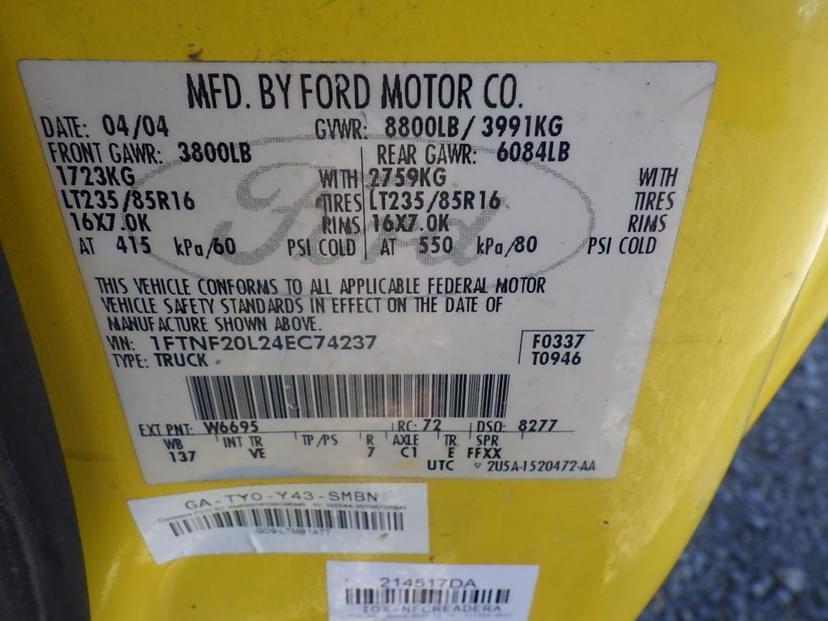 MFD. BY FORD MOTOR CO.
DATE: 04/04 GVWR: 8800LB/ 3991KG
FRONT GAWR: 3800LB REAR GAWR: 6084LB
1723KG WITH 2759KG WITH
LT235/85R16 TIRES LT235/85R16 TIRES
16X7.0K RIMS 16X7.0K RIMS
AT 415 kPa/60 PSI COLD AT 550 kPa/80 PSI COLD
Ford
THIS VEHICLE CONFORMS TO ALL APPLICABLE FEDERAL MOTOR
VEHICLE SAFETY STANDARDS IN EFFECT ON THE DATE OF
MANUFACTURE SHOWN ABOVE.
VIN: 1FTNF20L24EC74237 F0337
TYPE: TRUCK T0946
EXT PNT: W6695 RC: 72 DSO: 8277
WB INT TR TP/PS R AXLE TR SPR
137 VE 7 C1 E FFXX
UTC 2U5A-1520472-AA
GA-TY0-Y43-SMBN
214517DA